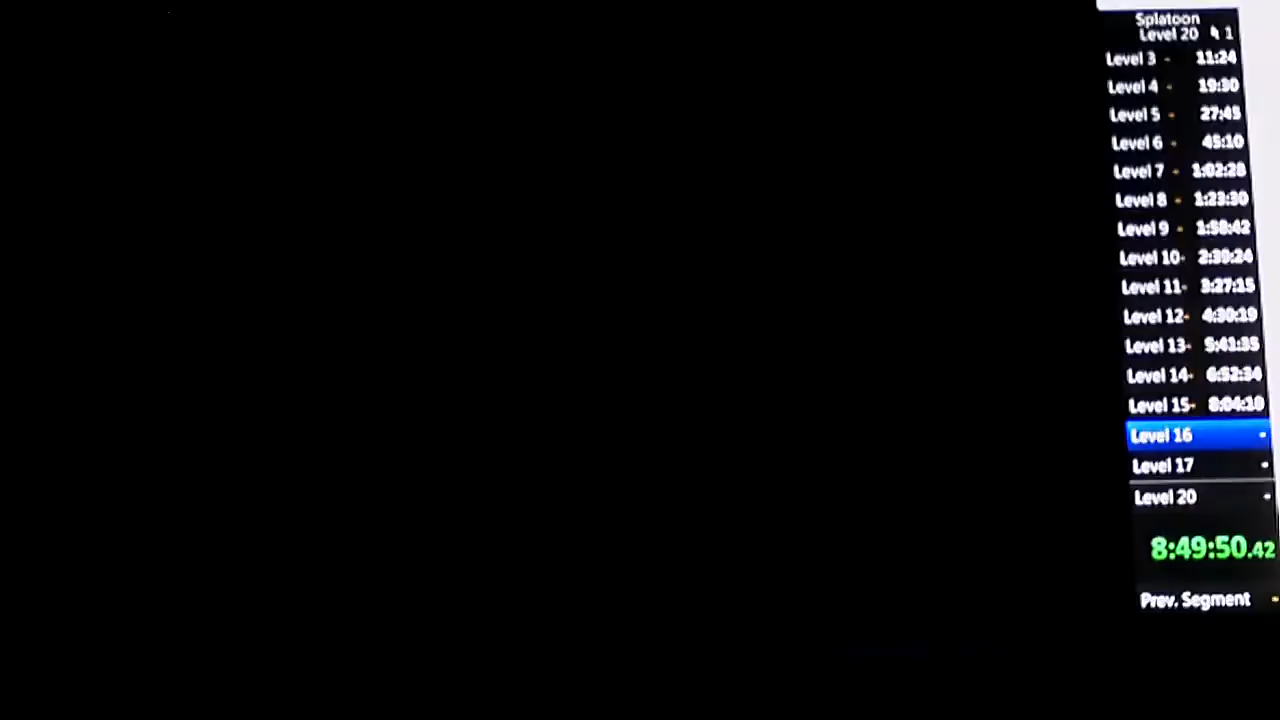 Splatoon
Level 20 1
Level 3 - 11:24
Level 4 - 19:30
Level 5 - 27:45
Level 6 - 45:10
Level 7 - 1:02:28
Level 8 - 1:23:30
Level 9 - 1:58:42
Level 10- 2:39:24
Level 11- 3:27:15
Level 12- 4:30:19
Level 13- 5:41:35
Level 14- 6:52:34
Level 15- 8:04:10
Level 16 -
Level 17 -
Level 20 -
8:49:50.42
Prev. Segment -